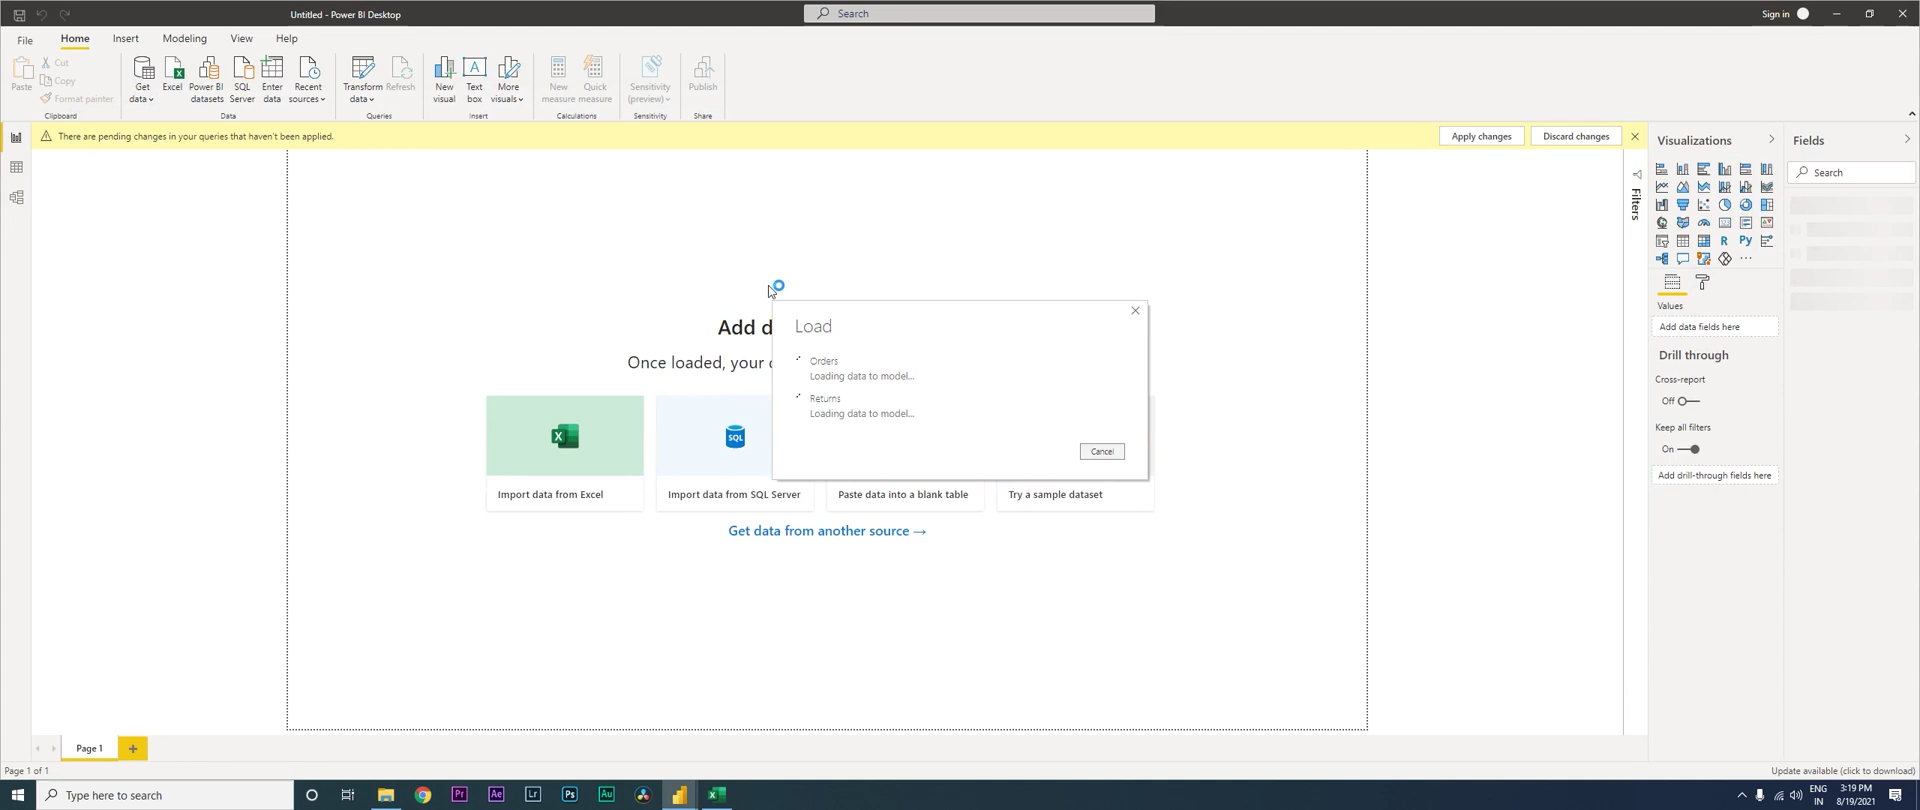 Untitled - Power BI Desktop
Search
Sign in
File
Home
Insert
Modeling
View
Help
Paste
Cut
Copy
Format painter
Clipboard
Get data
Excel
Power BI datasets
SQL Server
Enter data
Recent sources
Data
Transform data
Refresh
Queries
New visual
Text box
More visuals
Insert
New measure
Quick measure
Calculations
Sensitivity (preview)
Sensitivity
Publish
Share
There are pending changes in your queries that haven't been applied.
Apply changes
Discard changes
Visualizations
Fields
Search
Filters
R
Py
Values
Add data fields here
Drill through
Cross-report
Off
Keep all filters
On
Add drill-through fields here
Add d
Once loaded, your
Load
Orders
Loading data to model...
Returns
Loading data to model...
Cancel
SQL
Import data from Excel
Import data from SQL Server
Paste data into a blank table
Try a sample dataset
Get data from another source →
Page 1
Page 1 of 1
Update available (click to download)
Type here to search
Pr
Ae
Lr
Ps
Au
ENG
IN
3:19 PM
8/19/2021